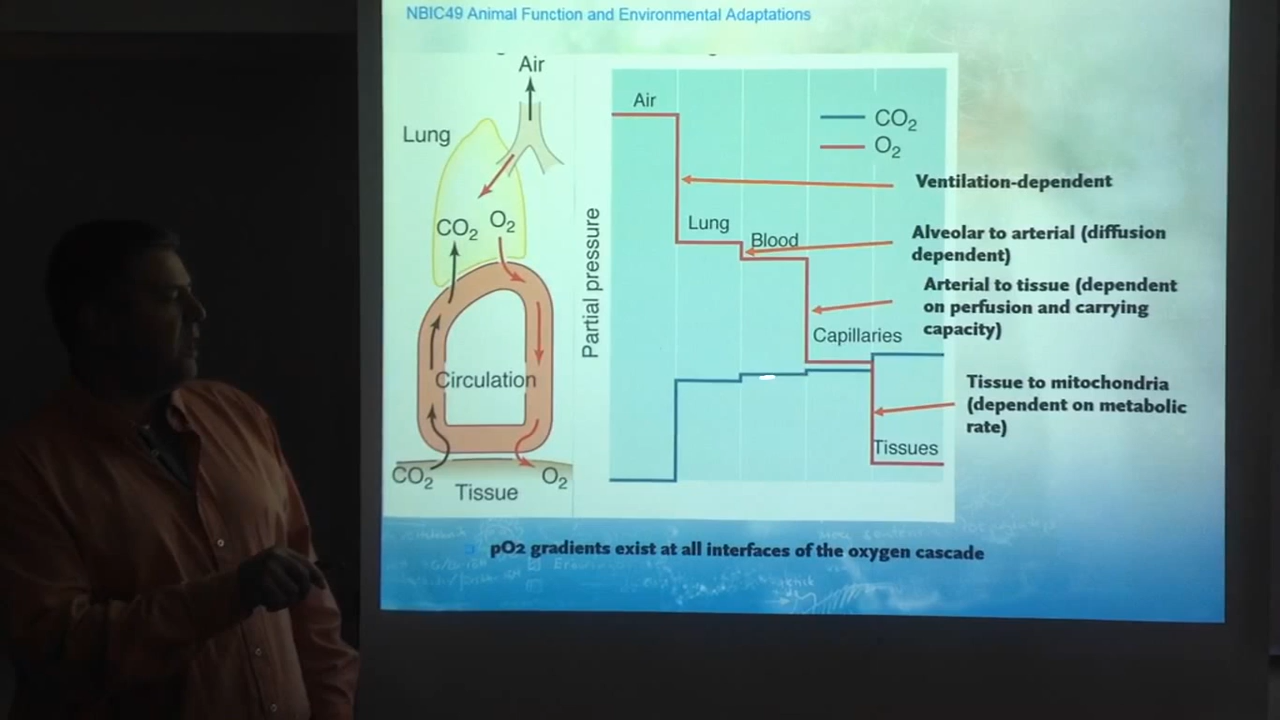 NBIC49 Animal Function and Environmental Adaptations
Air
Lung
CO₂
O₂
Circulation
CO₂
O₂
Tissue
Partial pressure
Air
CO₂
O₂
Lung
Blood
Capillaries
Tissues
Ventilation-dependent
Alveolar to arterial (diffusion
dependent)
Arterial to tissue (dependent
on perfusion and carrying
capacity)
Tissue to mitochondria
(dependent on metabolic
rate)
pO2 gradients exist at all interfaces of the oxygen cascade